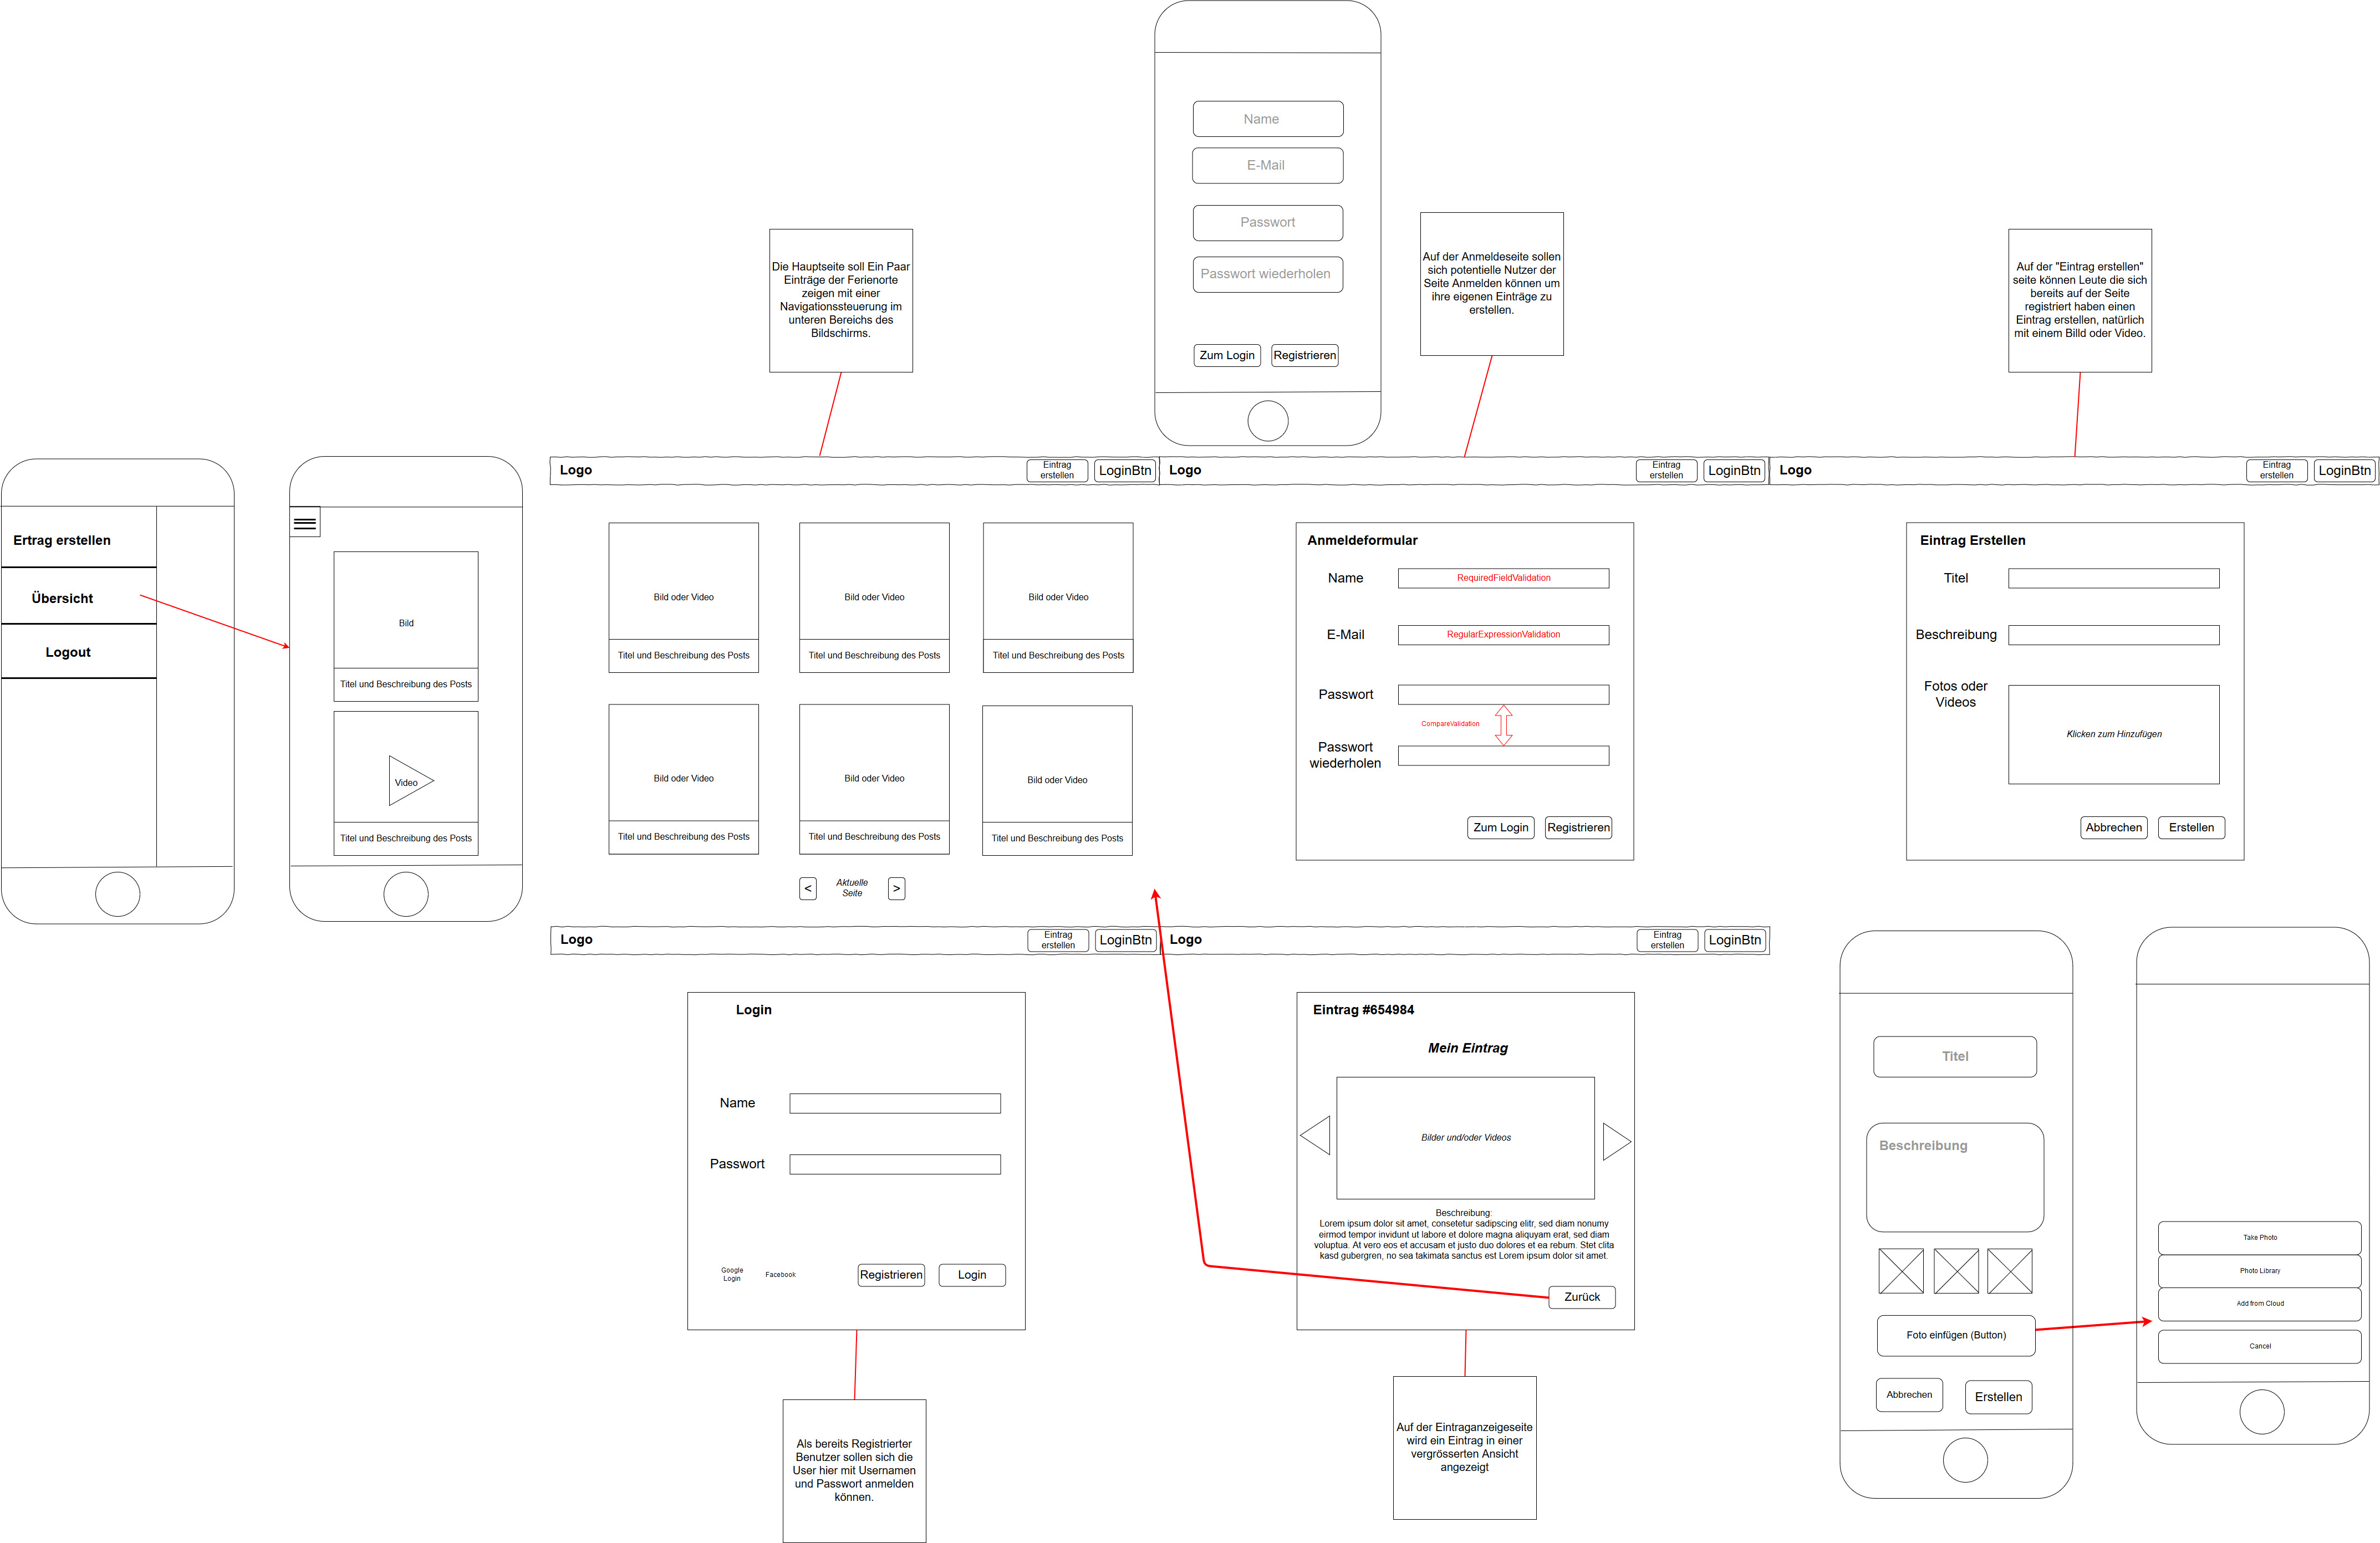 Name
E-Mail
Passwort
Passwort wiederholen
Zum Login
Registrieren
Die Hauptseite soll Ein Paar
Einträge der Ferienorte
zeigen mit einer
Navigationssteuerung im
unteren Bereichs des
Bildschirms.
Auf der Anmeldeseite sollen
sich potentielle Nutzer der
Seite Anmelden können um
ihre eigenen Einträge zu
erstellen.
Auf der "Eintrag erstellen"
seite können Leute die sich
bereits auf der Seite
registriert haben einen
Eintrag erstellen, natürlich
mit einem Billd oder Video.
Ertrag erstellen
Übersicht
Logout
Bild
Titel und Beschreibung des Posts
Video
Titel und Beschreibung des Posts
Logo
Eintrag
erstellen
LoginBtn
Bild oder Video
Bild oder Video
Bild oder Video
Titel und Beschreibung des Posts
Titel und Beschreibung des Posts
Titel und Beschreibung des Posts
Bild oder Video
Bild oder Video
Bild oder Video
Titel und Beschreibung des Posts
Titel und Beschreibung des Posts
Titel und Beschreibung des Posts
<
Aktuelle
Seite
>
Logo
Eintrag
erstellen
LoginBtn
Anmeldeformular
Name
RequiredFieldValidation
E-Mail
RegularExpressionValidation
Passwort
CompareValidation
Passwort
wiederholen
Zum Login
Registrieren
Logo
Eintrag
erstellen
LoginBtn
Eintrag Erstellen
Titel
Beschreibung
Fotos oder
Videos
Klicken zum Hinzufügen
Abbrechen
Erstellen
Logo
Eintrag
erstellen
LoginBtn
Login
Name
Passwort
Google
Login
Facebook
Registrieren
Login
Als bereits Registrierter
Benutzer sollen sich die
User hier mit Usernamen
und Passwort anmelden
können.
Logo
Eintrag
erstellen
LoginBtn
Eintrag #654984
Mein Eintrag
Bilder und/oder Videos
Beschreibung:
Lorem ipsum dolor sit amet, consetetur sadipscing elitr, sed diam nonumy
eirmod tempor invidunt ut labore et dolore magna aliquyam erat, sed diam
voluptua. At vero eos et accusam et justo duo dolores et ea rebum. Stet clita
kasd gubergren, no sea takimata sanctus est Lorem ipsum dolor sit amet.
Zurück
Auf der Eintraganzeigeseite
wird ein Eintrag in einer
vergrösserten Ansicht
angezeigt
Titel
Beschreibung
Foto einfügen (Button)
Abbrechen
Erstellen
Take Photo
Photo Library
Add from Cloud
Cancel